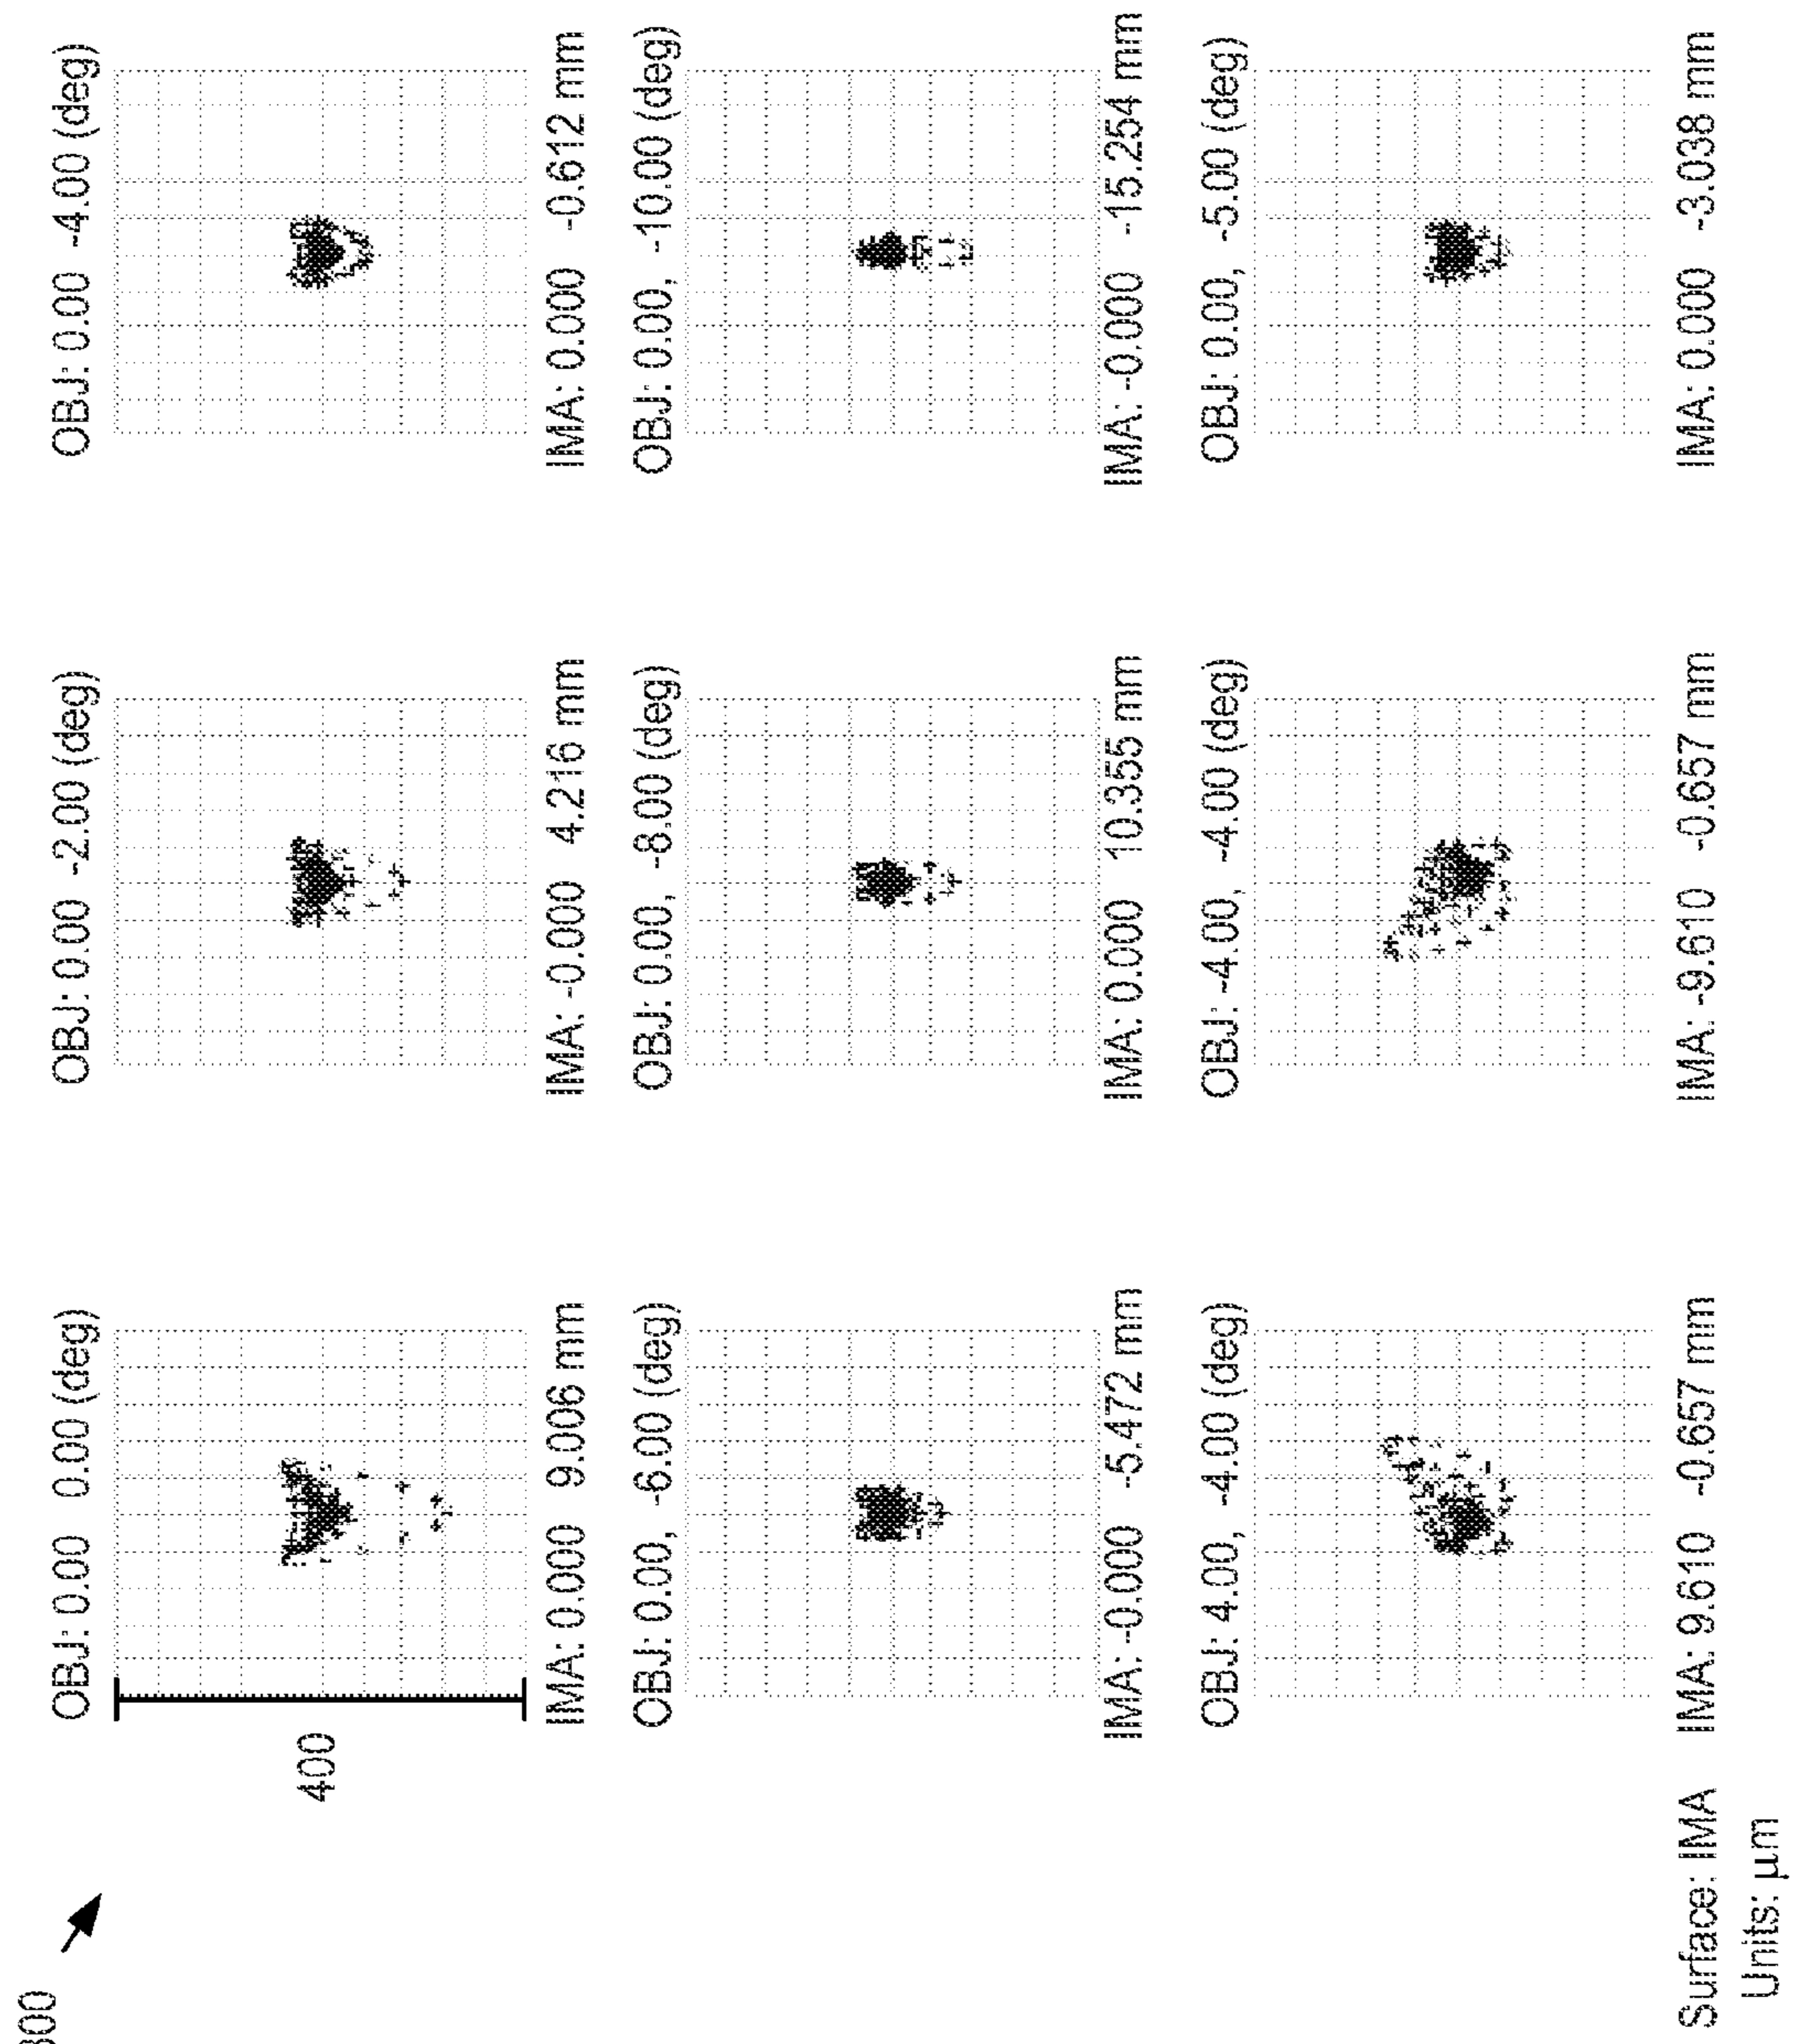 OBJ: 0.00 0.00 (deg)
OBJ: 0.00 -2.00 (deg)
OBJ: 0.00 -4.00 (deg)
400
IMA: 0.000 9.006 mm
IMA: -0.000 4.216 mm
IMA: 0.000 -0.612 mm
OBJ: 0.00, -6.00 (deg)
OBJ: 0.00, -8.00 (deg)
OBJ: 0.00, -10.00 (deg)
IMA: -0.000 -5.472 mm
IMA: 0.000 10.355 mm
IMA: -0.000 -15.254 mm
OBJ: 4.00, -4.00 (deg)
OBJ: -4.00, -4.00 (deg)
OBJ: 0.00, -5.00 (deg)
Surface: IMA
IMA: 9.610 -0.657 mm
IMA: -9.610 -0.657 mm
IMA: 0.000 -3.038 mm
Units: µm